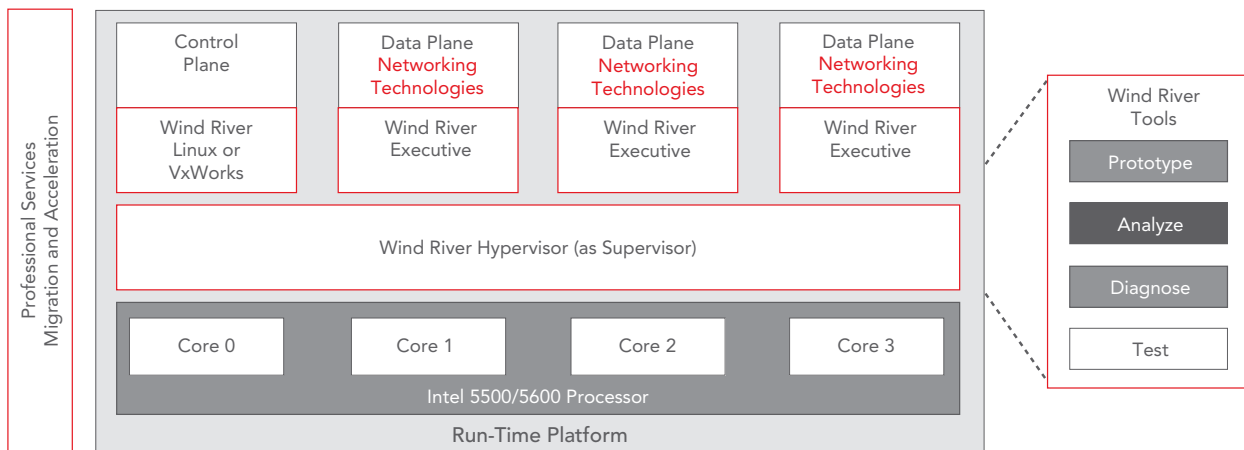 Professional Services
Migration and Acceleration
Control
Plane
Data Plane
Networking
Technologies
Data Plane
Networking
Technologies
Data Plane
Networking
Technologies
Wind River
Linux or
VxWorks
Wind River
Executive
Wind River
Executive
Wind River
Executive
Wind River Hypervisor (as Supervisor)
Core 0
Core 1
Core 2
Core 3
Intel 5500/5600 Processor
Run-Time Platform
Wind River
Tools
Prototype
Analyze
Diagnose
Test